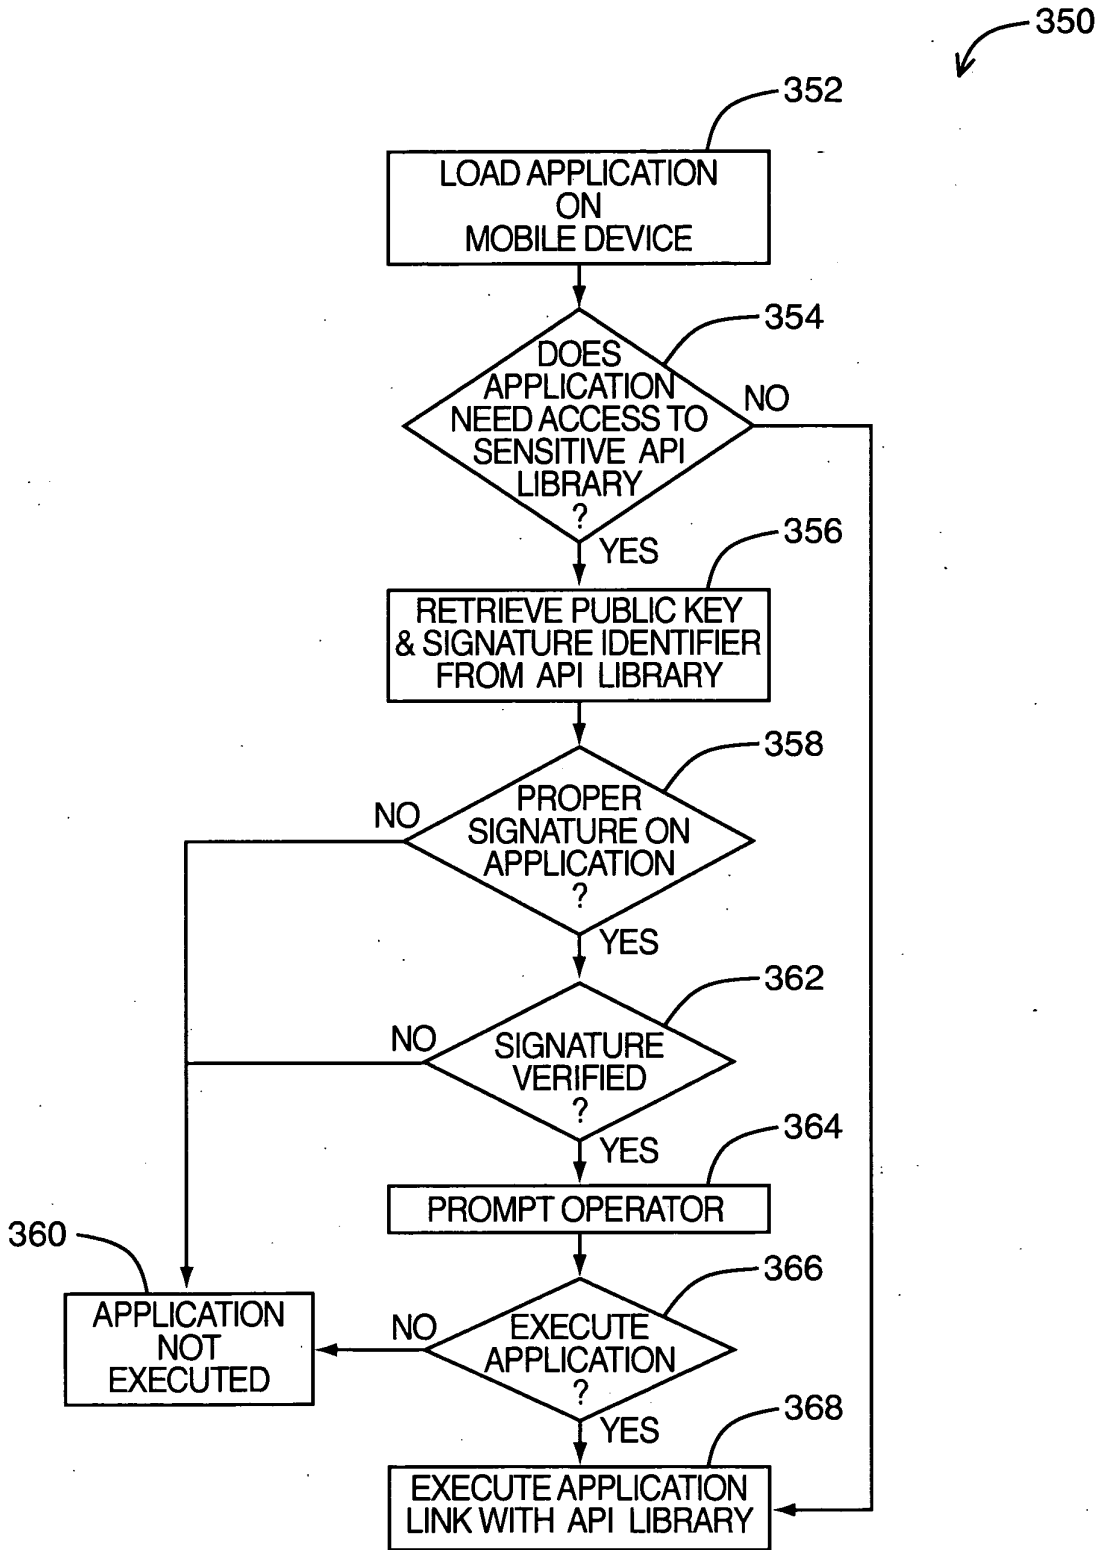 350
352
LOAD APPLICATION
ON
MOBILE DEVICE
354
DOES
APPLICATION
NEED ACCESS TO
SENSITIVE API
LIBRARY
?
NO
YES
356
RETRIEVE PUBLIC KEY
& SIGNATURE IDENTIFIER
FROM API LIBRARY
358
PROPER
SIGNATURE ON
APPLICATION
?
NO
YES
362
SIGNATURE
VERIFIED
?
NO
YES
364
PROMPT OPERATOR
360
APPLICATION
NOT
EXECUTED
366
EXECUTE
APPLICATION
?
NO
YES
368
EXECUTE APPLICATION
LINK WITH API LIBRARY